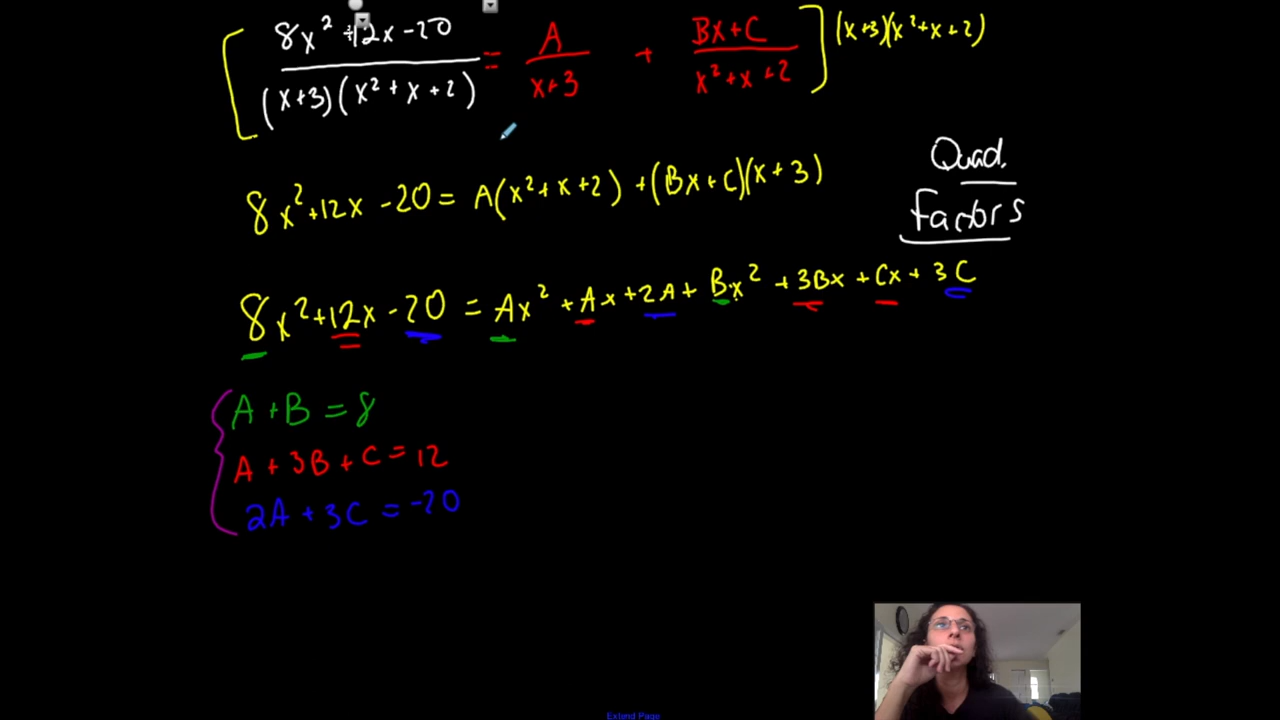 [ 8x² + 12x - 20 / (x+3)(x² + x + 2) = A / x+3 + Bx + C / x² + x + 2 ] (x+3)(x² + x + 2)
Quad.
Factors
8x² + 12x - 20 = A(x² + x + 2) + (Bx + C)(x + 3)
8x² + 12x - 20 = Ax² + Ax + 2A + Bx² + 3Bx + Cx + 3C
A + B = 8
A + 3B + C = 12
2A + 3C = -20
Extend Page